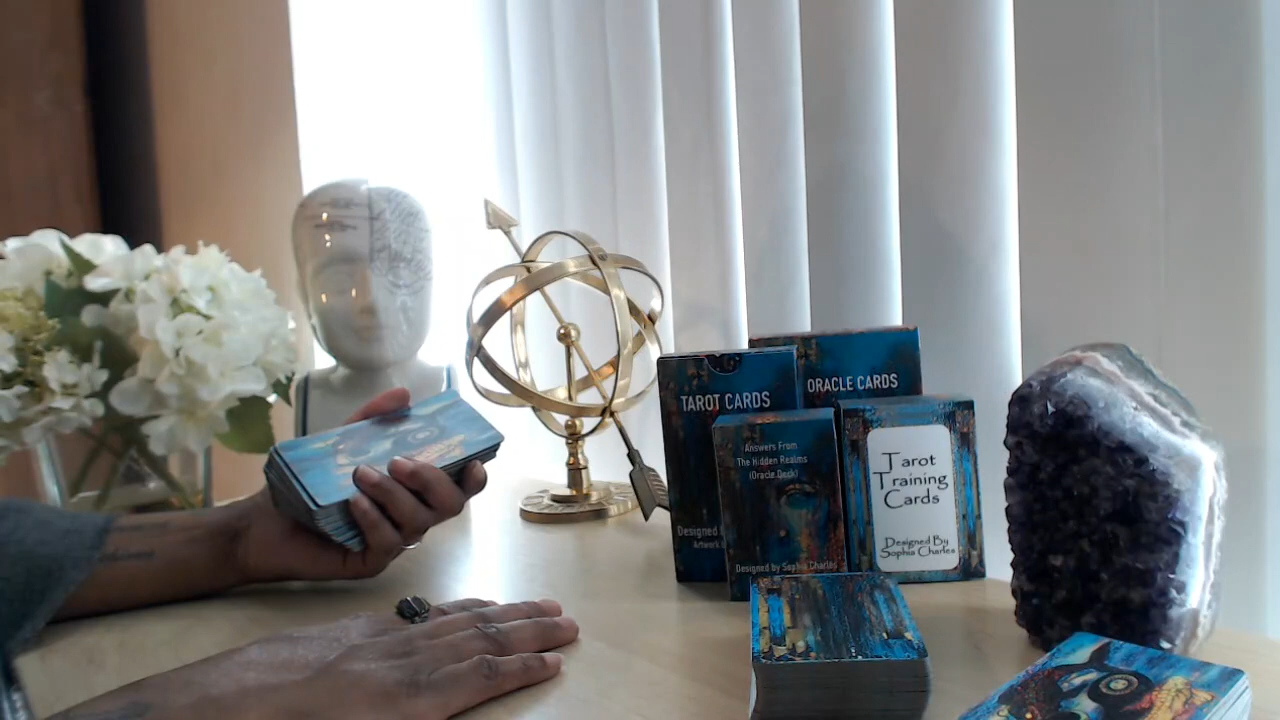 TAROT CARDS
ORACLE CARDS
Answers From
The Hidden Realms
(Oracle Deck)
Designed by Sophia Charles
Tarot
Training
Cards
Designed By
Sophia Charles
Designed
Artwork